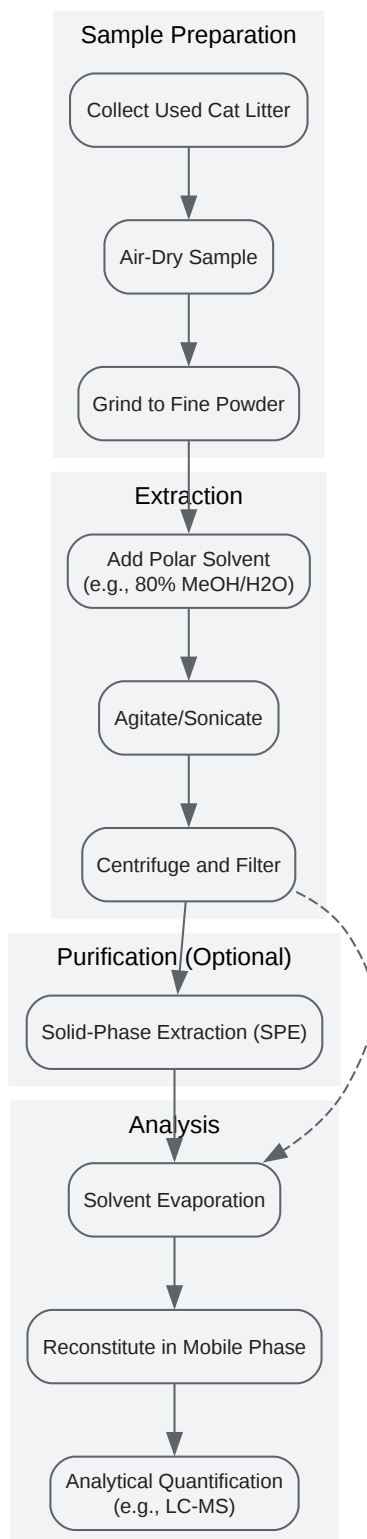 Sample Preparation
Collect Used Cat Litter
Air-Dry Sample
Grind to Fine Powder
Extraction
Add Polar Solvent
(e.g., 80% MeOH/H2O)
Agitate/Sonicate
Centrifuge and Filter
Purification (Optional)
Solid-Phase Extraction (SPE)
Analysis
Solvent Evaporation
Reconstitute in Mobile Phase
Analytical Quantification
(e.g., LC-MS)